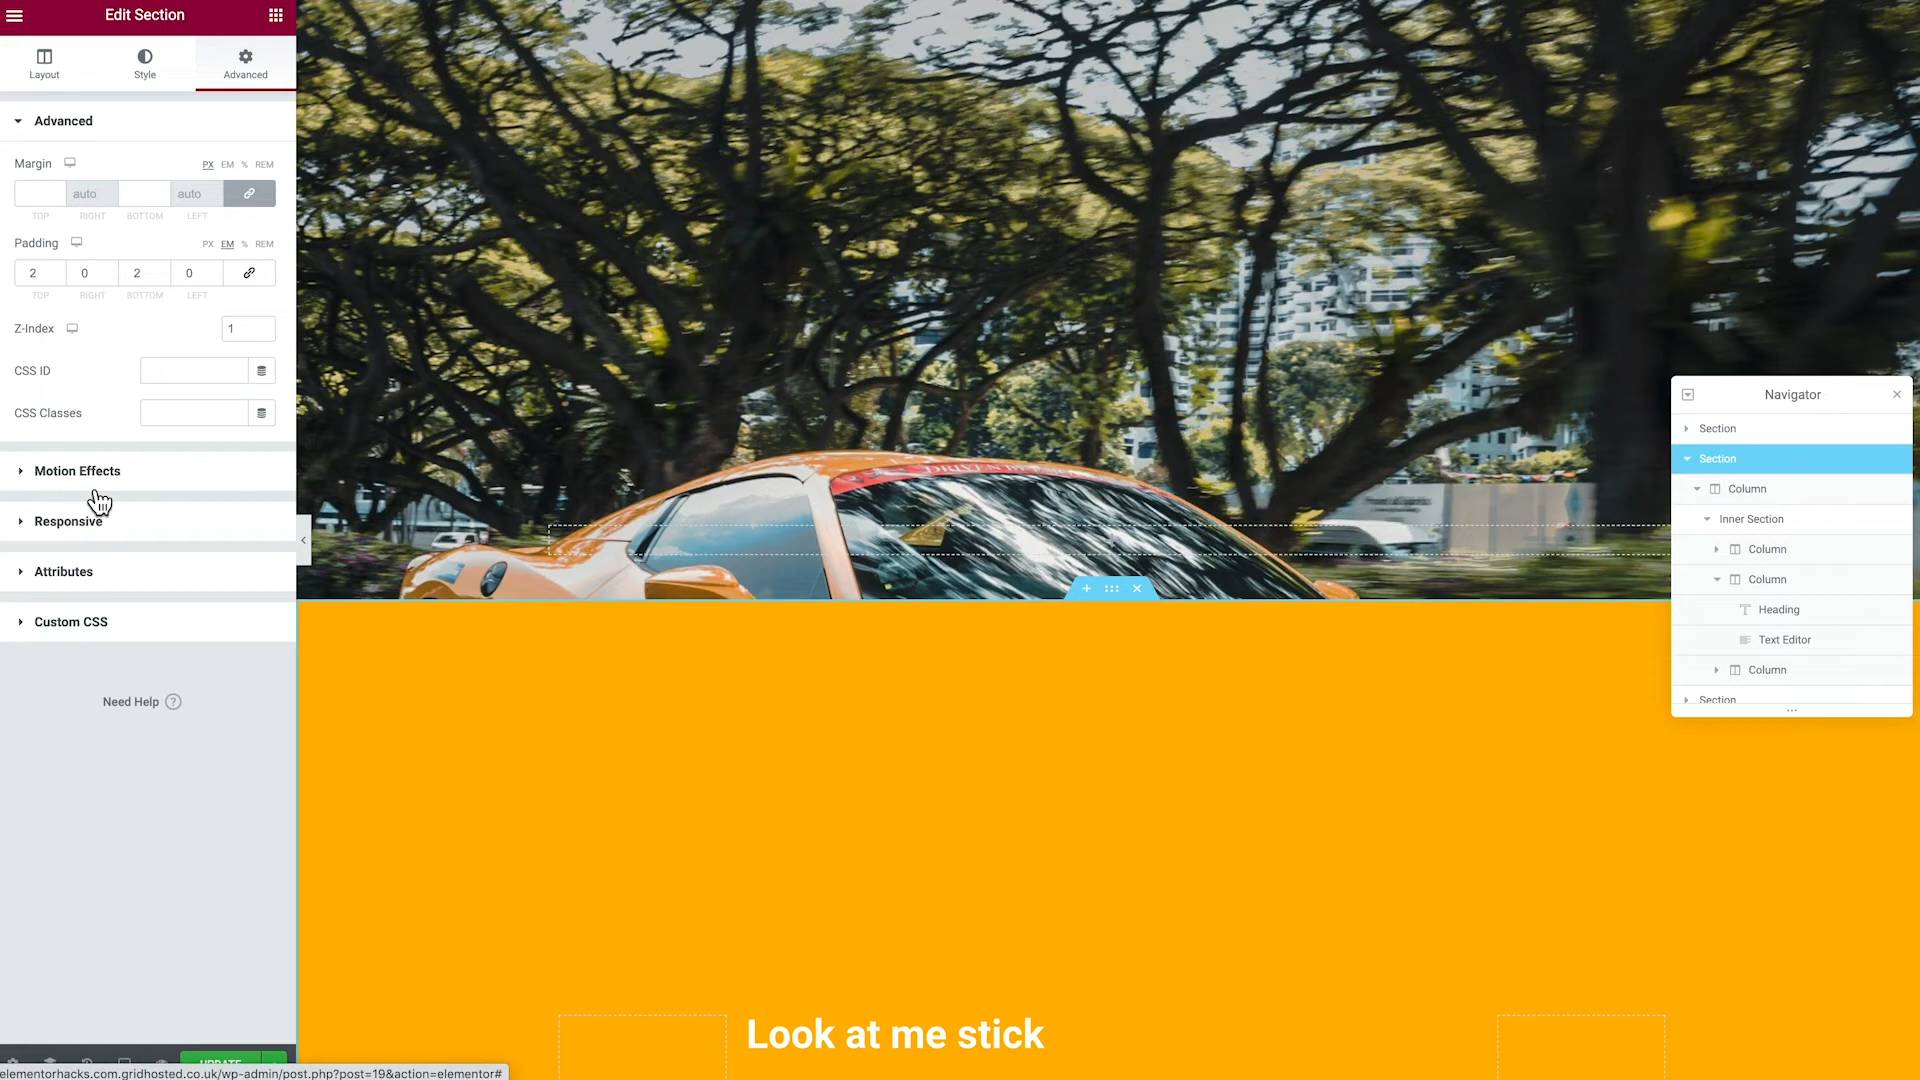 Edit Section
Layout Style Advanced
Advanced
Margin PX EM % REM
auto auto
TOP RIGHT BOTTOM LEFT
Padding PX EM % REM
2 0 2 0
TOP RIGHT BOTTOM LEFT
Z-Index 1
CSS ID
CSS Classes
Motion Effects
Responsive
Attributes
Custom CSS
Need Help ?
UPDATE
elementorhacks.com.gridhosted.co.uk/wp-admin/post.php?post=19&action=elementor#
DRIVEN BY
Look at me stick
Navigator
Section
Section
Column
Inner Section
Column
Column
Heading
Text Editor
Column
Section